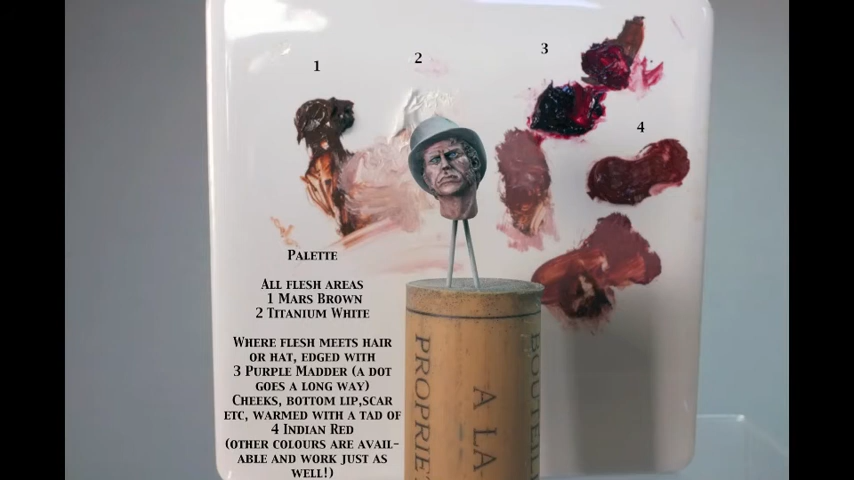 1
2
3
4
Palette
All flesh areas
1 Mars Brown
2 Titanium White
Where flesh meets hair
or hat, edged with
3 Purple Madder (a dot
goes a long way)
Cheeks, bottom lip,scar
etc, warmed with a tad of
4 Indian Red
(other colours are avail-
able and work just as
well!)
PROPRIE
A LA
BOUTEIL